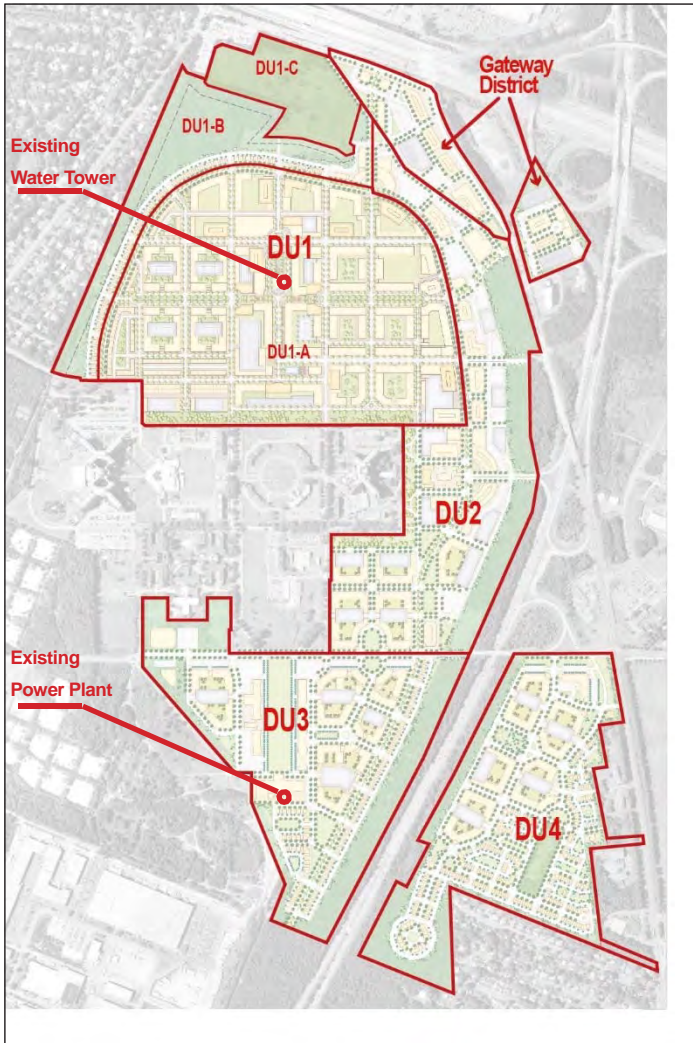 DU1-C
Gateway
District
DU1-B
Existing
Water Tower
DU1
DU1-A
DU2
Existing
Power Plant
DU3
DU4